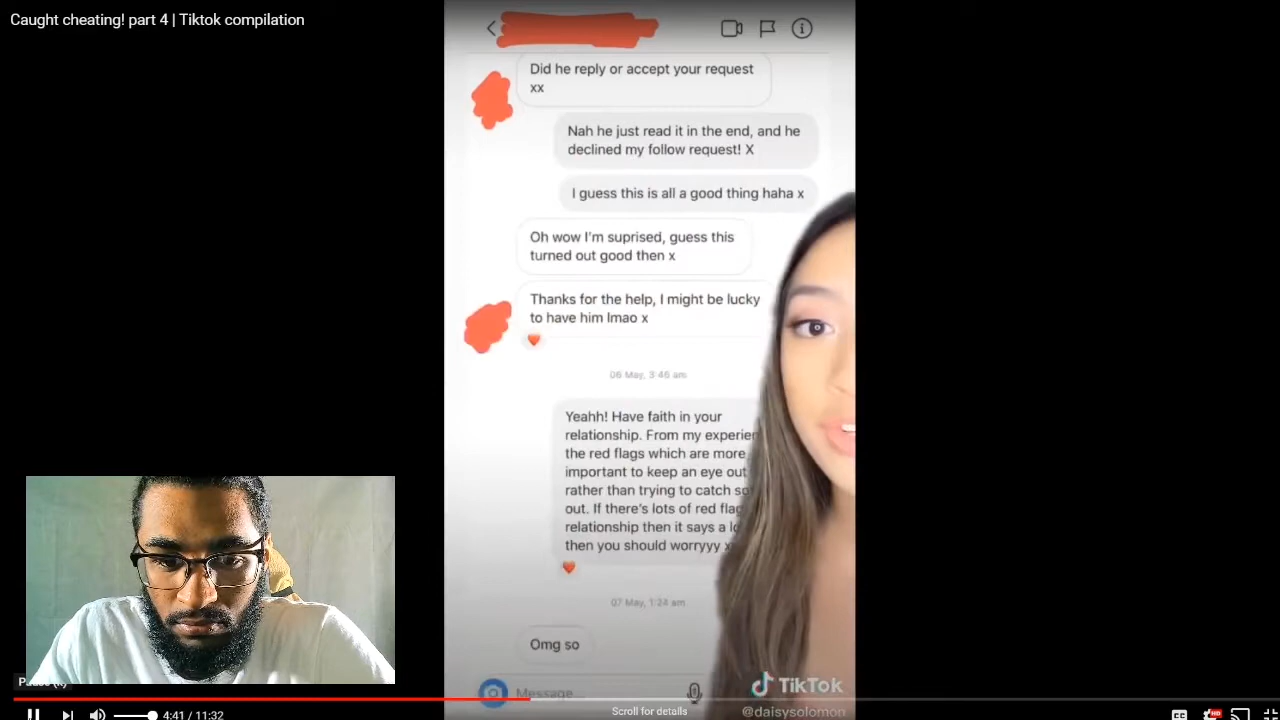 Caught cheating! part 4 | Tiktok compilation
Did he reply or accept your request
xx
Nah he just read it in the end, and he
declined my follow request! X
I guess this is all a good thing haha x
Oh wow I'm suprised, guess this
turned out good then x
Thanks for the help, I might be lucky
to have him lmao x
06 May, 3:46 am
Yeahh! Have faith in your
relationship. From my
the red flags which are more
important to keep an eye out
rather than trying to catch
out. If there's lots of red
relationship then it says a
then you should worryyy
07 May, 1:24 am
Omg so
Message...
TikTok
@daisysolomon
Scroll for details
4:41 / 11:32
CC
HD